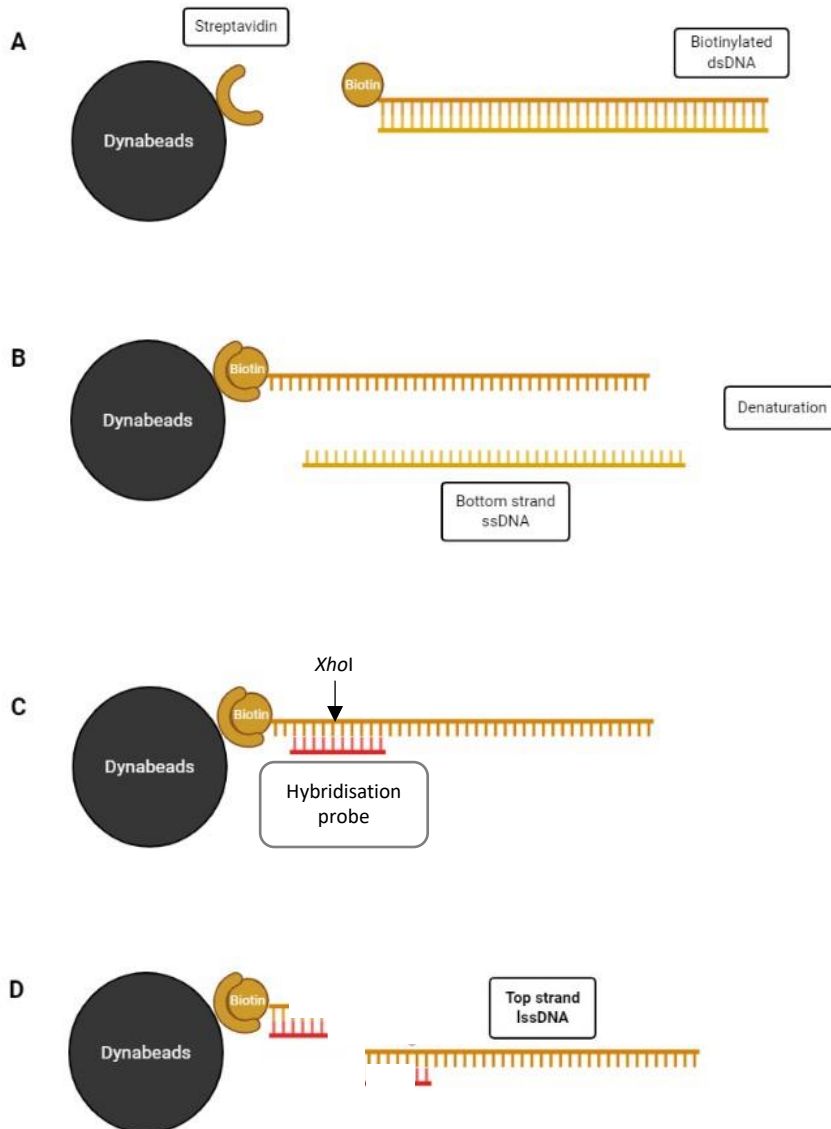 A
Streptavidin
Biotinylated
dsDNA
Biotin
Dynabeads
B
Biotin
Dynabeads
Denaturation
Bottom strand
ssDNA
XhoI
C
Biotin
Dynabeads
Hybridisation
probe
D
Biotin
Top strand
lssDNA
Dynabeads